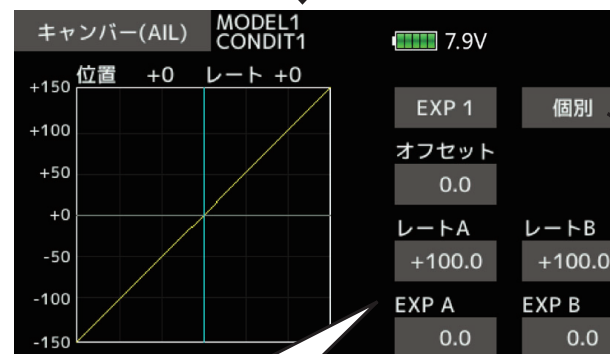 キャンバー(AIL)
MODEL1
CONDIT1
7.9V
位置 +0 レート +0
+150
+100
+50
+0
-50
-100
-150
EXP 1 個別
オフセット
0.0
レートA レートB
+100.0 +100.0
EXP A EXP B
0.0 0.0